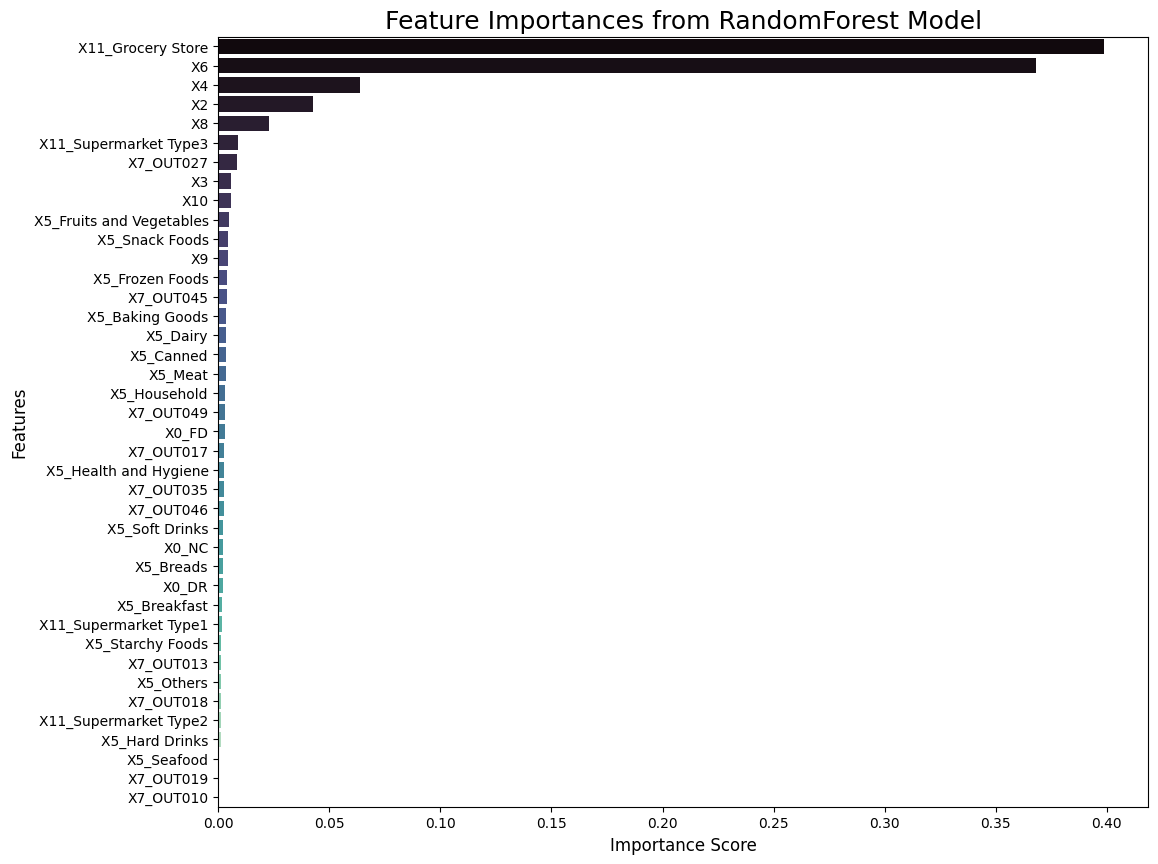 Feature Importances from RandomForest Model
Features
X11_Grocery Store
X6
X4
X2
X8
X11_Supermarket Type3
X7_OUT027
X3
X10
X5_Fruits and Vegetables
X5_Snack Foods
X9
X5_Frozen Foods
X7_OUT045
X5_Baking Goods
X5_Dairy
X5_Canned
X5_Meat
X5_Household
X7_OUT049
X0_FD
X7_OUT017
X5_Health and Hygiene
X7_OUT035
X7_OUT046
X5_Soft Drinks
X0_NC
X5_Breads
X0_DR
X5_Breakfast
X11_Supermarket Type1
X5_Starchy Foods
X7_OUT013
X5_Others
X7_OUT018
X11_Supermarket Type2
X5_Hard Drinks
X5_Seafood
X7_OUT019
X7_OUT010
0.00 0.05 0.10 0.15 0.20 0.25 0.30 0.35 0.40
Importance Score